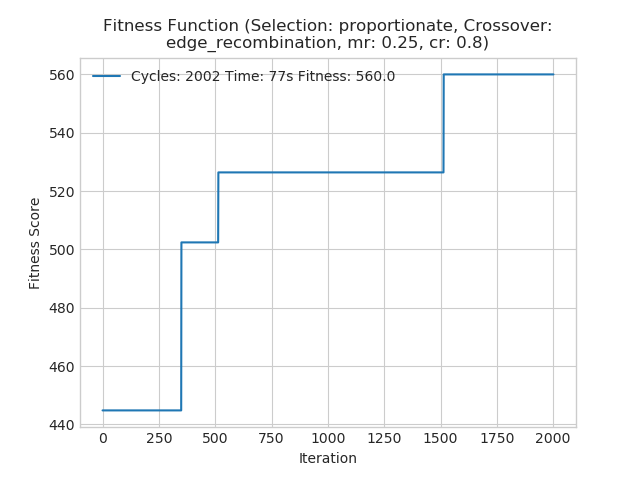 Fitness Function (Selection: proportionate, Crossover:
edge_recombination, mr: 0.25, cr: 0.8)
Cycles: 2002 Time: 77s Fitness: 560.0
560
540
520
500
480
460
440
Fitness Score
0 250 500 750 1000 1250 1500 1750 2000
Iteration